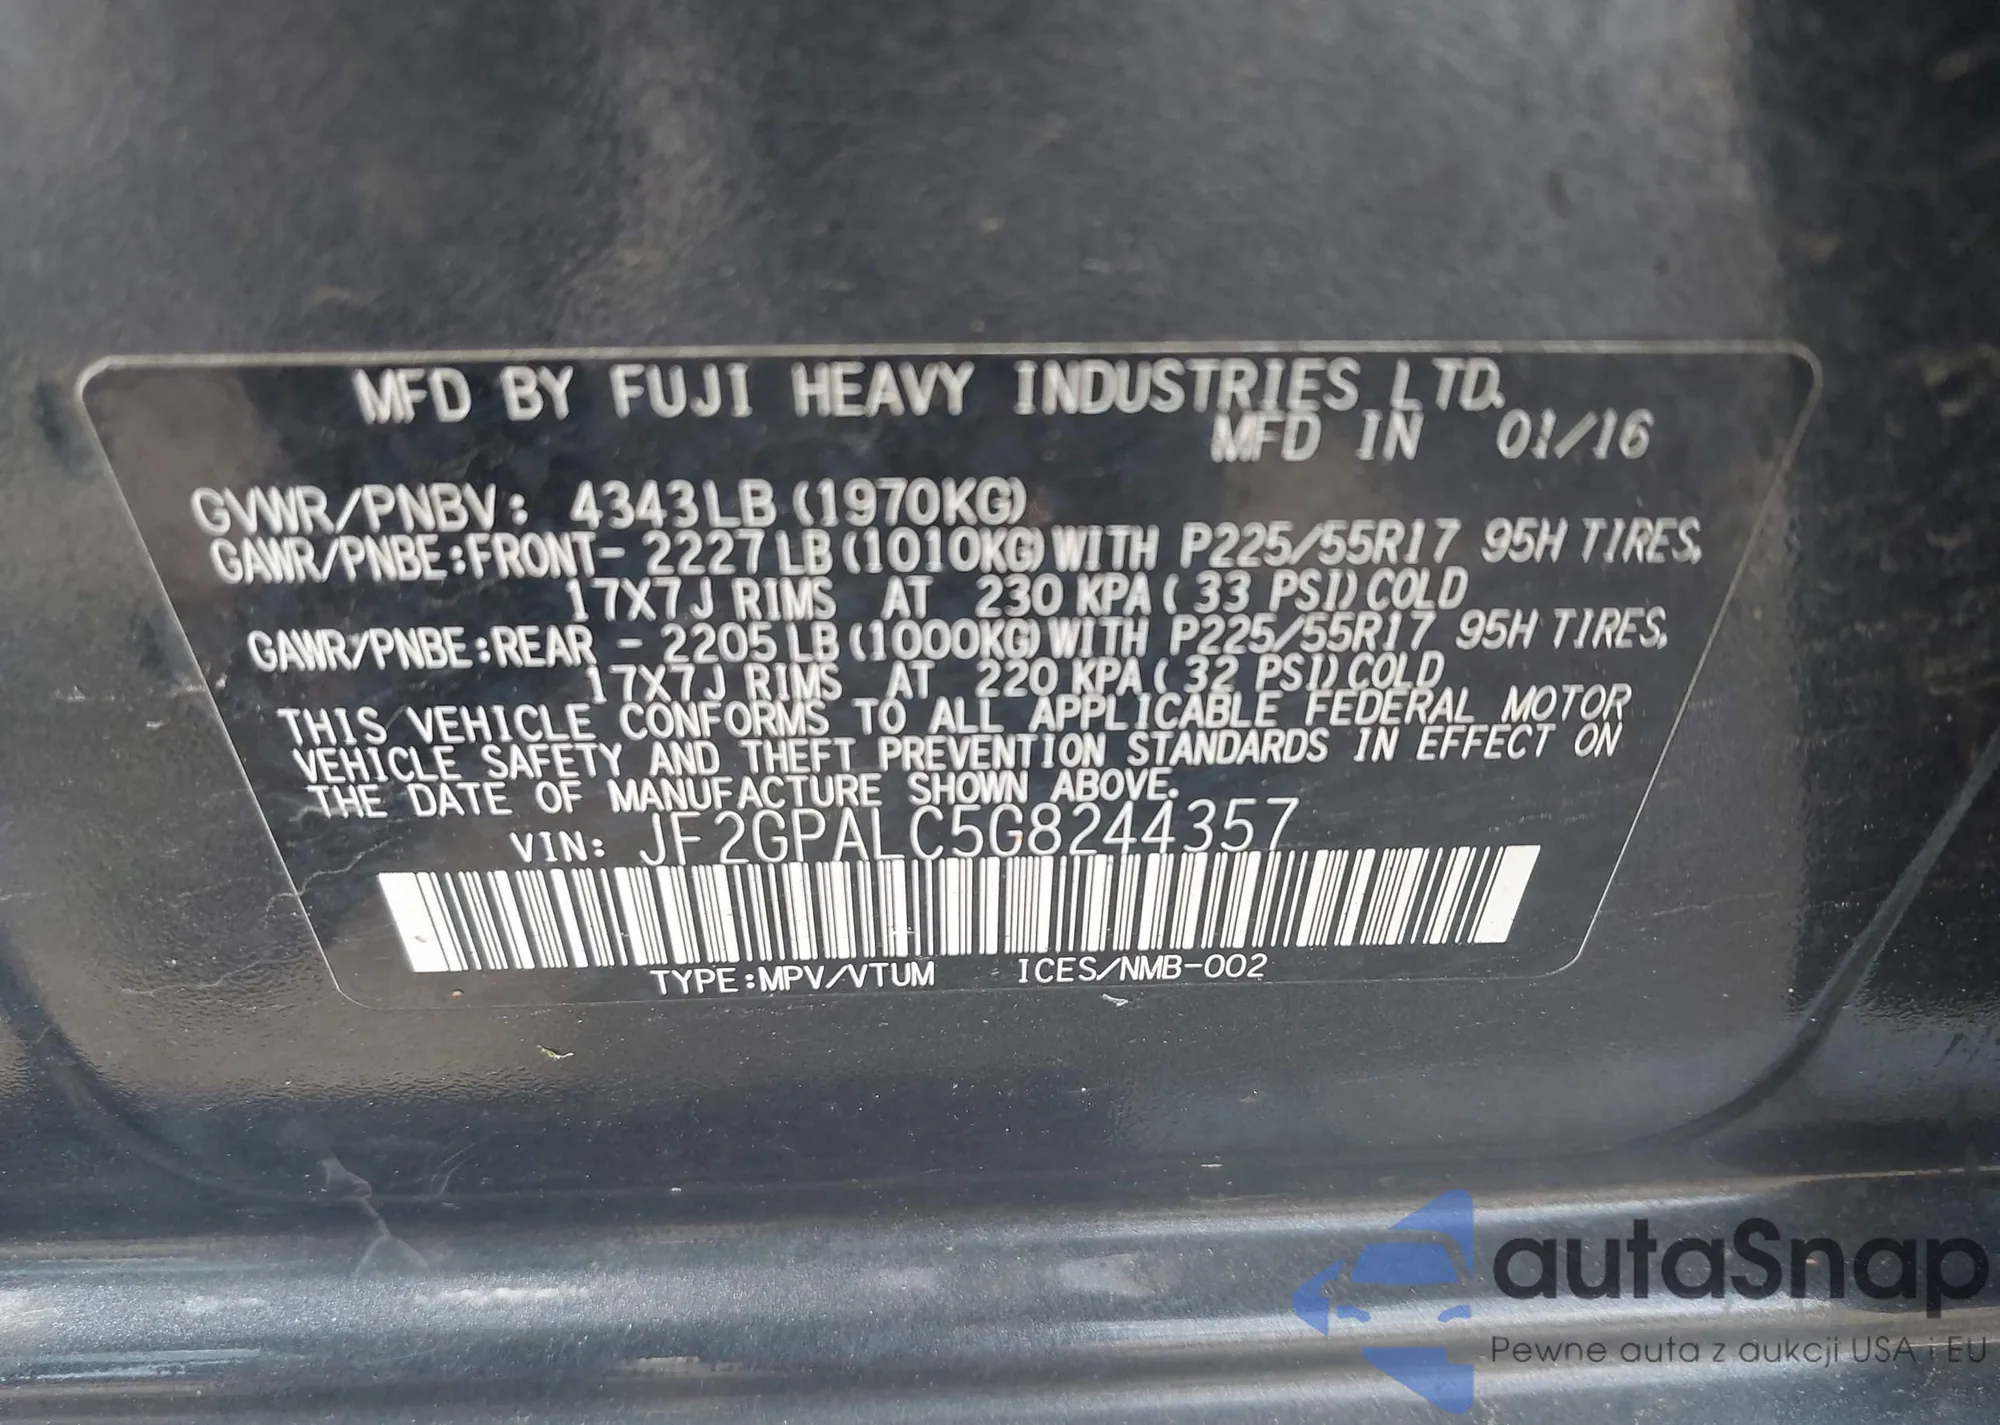 MFD BY FUJI HEAVY INDUSTRIES LTD.
MFD IN 01/16
GVWR/PNBV: 4343LB (1970KG)
GAWR/PNBE:FRONT- 2227LB (1010KG) WITH P225/55R17 95H TIRES,
17X7J RIMS AT 230 KPA ( 33 PSI) COLD
GAWR/PNBE:REAR - 2205LB (1000KG) WITH P225/55R17 95H TIRES,
17X7J RIMS AT 220 KPA ( 32 PSI) COLD
THIS VEHICLE CONFORMS TO ALL APPLICABLE FEDERAL MOTOR
VEHICLE SAFETY AND THEFT PREVENTION STANDARDS IN EFFECT ON
THE DATE OF MANUFACTURE SHOWN ABOVE.
VIN: JF2GPALC5G8244357
TYPE:MPV/VTUM ICES/NMB-002
autaSnap
Pewne auta z aukcji USA i EU